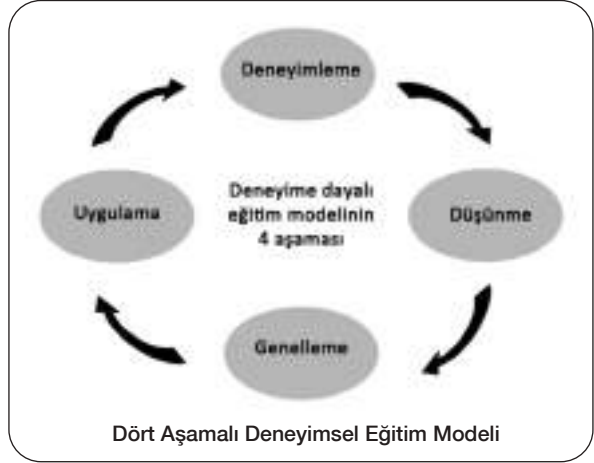 Deneyimleme
Uygulama
Deneyime dayalı
eğitim modelinin
4 aşaması
Düşünme
Genelleme
Dört Aşamalı Deneyimsel Eğitim Modeli